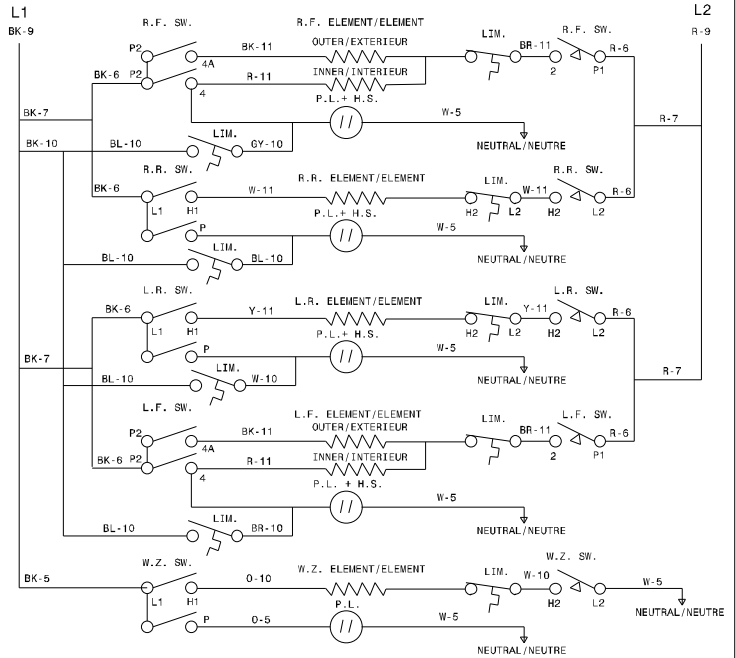 L1
L2
BK-9
R-9
R.F. SW.
R.F. ELEMENT/ELEMENT
R.F. SW.
OUTER/EXTERIEUR
LIM.
P2
BK-11
BR-11
R-6
4A
2
P1
BK-6
P2
R-11
INNER/INTERIEUR
4
P.L.+ H.S.
BK-7
W-5
R-7
BK-10
BL-10
LIM.
GY-10
NEUTRAL/NEUTRE
R.R. SW.
R.R. ELEMENT/ELEMENT
LIM.
R.R. SW.
BK-6
W-11
W-11
R-6
L1
H1
P.L.+ H.S.
H2
L2
H2
L2
P
W-5
LIM.
BL-10
BL-10
NEUTRAL/NEUTRE
L.R. SW.
L.R. ELEMENT/ELEMENT
LIM.
L.R. SW.
BK-6
Y-11
Y-11
R-6
L1
H1
P.L.+ H.S.
H2
L2
H2
L2
P
W-5
BK-7
LIM.
R-7
BL-10
W-10
NEUTRAL/NEUTRE
L.F. SW.
L.F. ELEMENT/ELEMENT
LIM.
L.F. SW.
OUTER/EXTERIEUR
P2
BK-11
BR-11
R-6
4A
2
P1
BK-6
P2
R-11
INNER/INTERIEUR
4
P.L. + H.S.
W-5
LIM.
BL-10
BR-10
NEUTRAL/NEUTRE
W.Z. SW.
W.Z. ELEMENT/ELEMENT
LIM.
W.Z. SW.
BK-5
O-10
W-10
W-5
L1
H1
P.L.
H2
L2
NEUTRAL/NEUTRE
P
O-5
W-5
NEUTRAL/NEUTRE